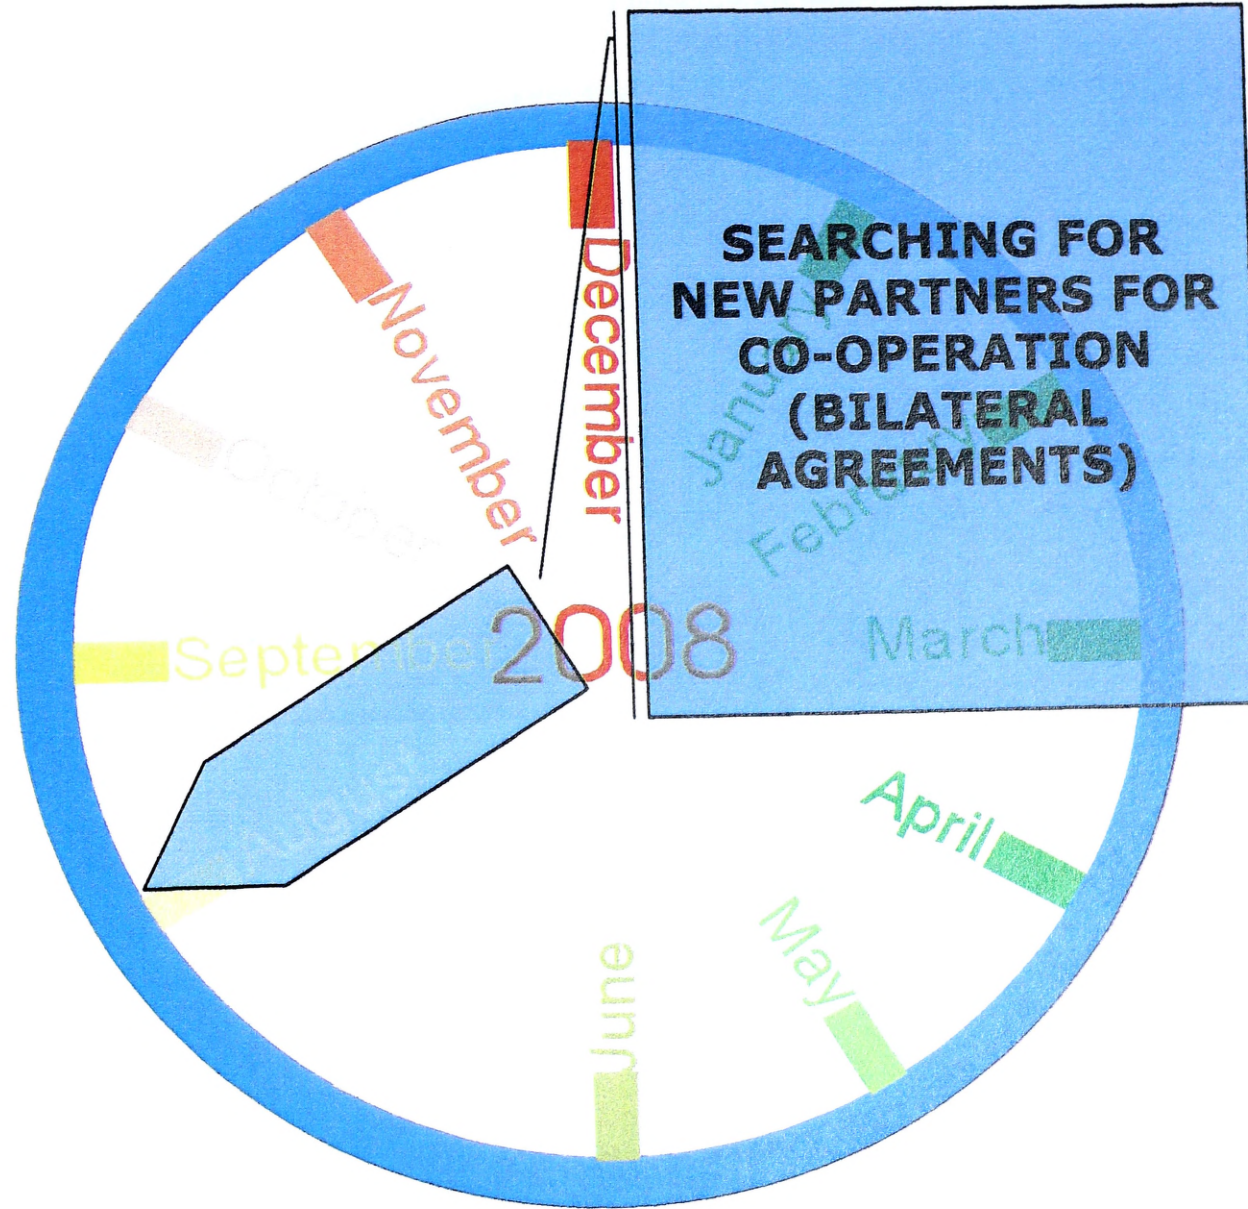 SEARCHING FOR
NEW PARTNERS FOR
CO-OPERATION
(BILATERAL
AGREEMENTS)
December
January
February
March
April
May
June
August
September
October
November
2008